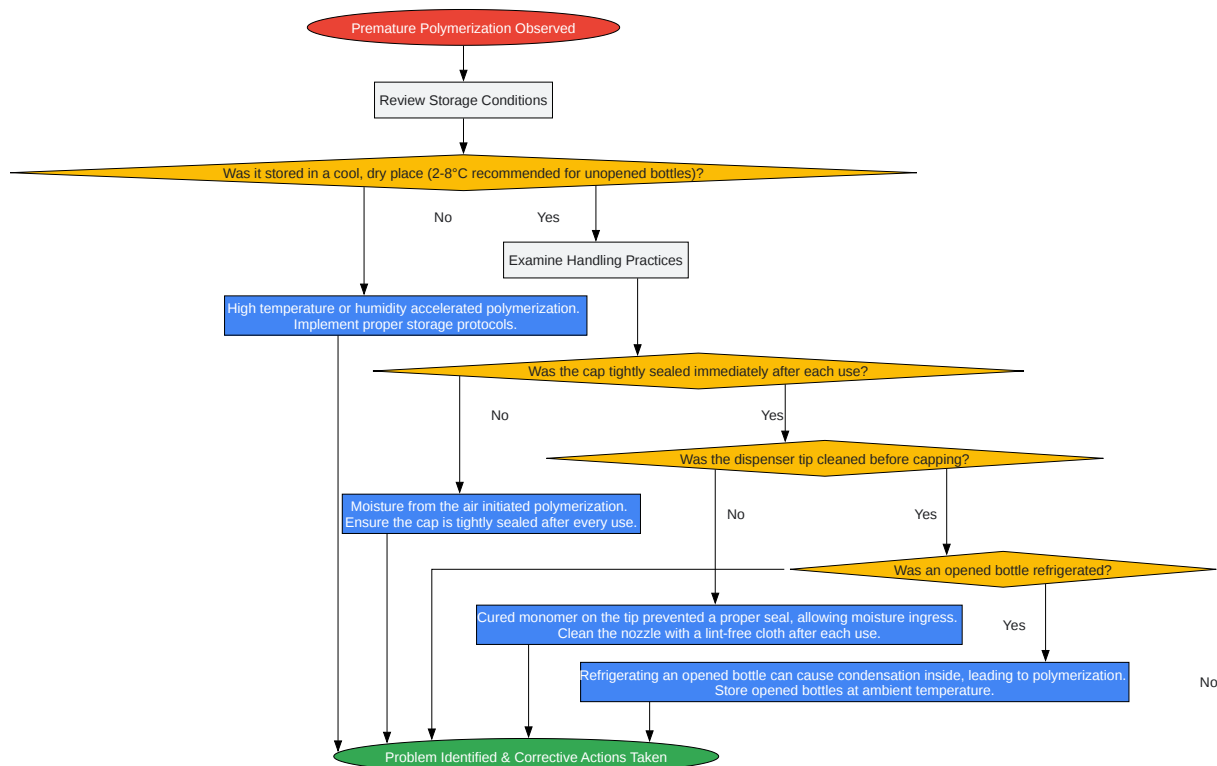 Premature Polymerization Observed
Review Storage Conditions
Was it stored in a cool, dry place (2-8°C recommended for unopened bottles)?
No
Yes
Examine Handling Practices
High temperature or humidity accelerated polymerization.
Implement proper storage protocols.
Was the cap tightly sealed immediately after each use?
No
Yes
Was the dispenser tip cleaned before capping?
Moisture from the air initiated polymerization.
Ensure the cap is tightly sealed after every use.
No
Yes
Was an opened bottle refrigerated?
Cured monomer on the tip prevented a proper seal, allowing moisture ingress.
Clean the nozzle with a lint-free cloth after each use.
Yes
Refrigerating an opened bottle can cause condensation inside, leading to polymerization.
Store opened bottles at ambient temperature.
No
Problem Identified & Corrective Actions Taken